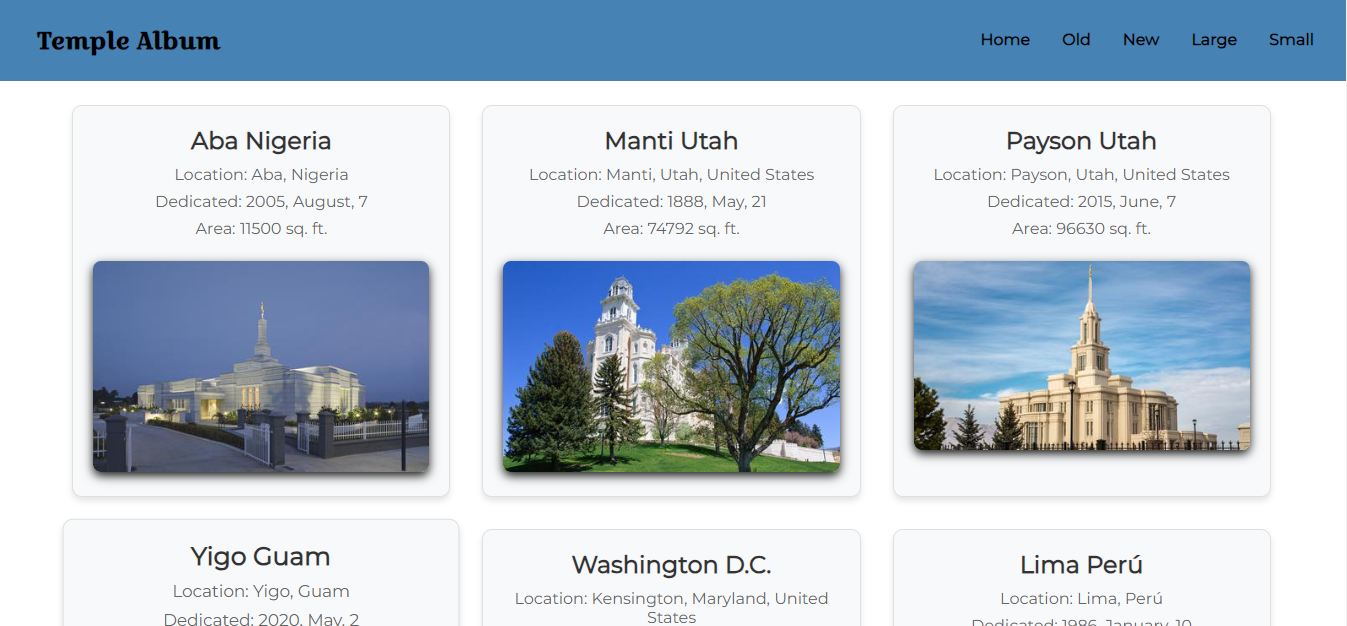 Temple Album
Home
Old
New
Large
Small
Aba Nigeria
Location: Aba, Nigeria
Dedicated: 2005, August, 7
Area: 11500 sq. ft.
Manti Utah
Location: Manti, Utah, United States
Dedicated: 1888, May, 21
Area: 74792 sq. ft.
Payson Utah
Location: Payson, Utah, United States
Dedicated: 2015, June, 7
Area: 96630 sq. ft.
Yigo Guam
Location: Yigo, Guam
Dedicated: 2020, May, 2
Washington D.C.
Location: Kensington, Maryland, United
States
Lima Perú
Location: Lima, Perú
Dedicated: 1986, January, 10